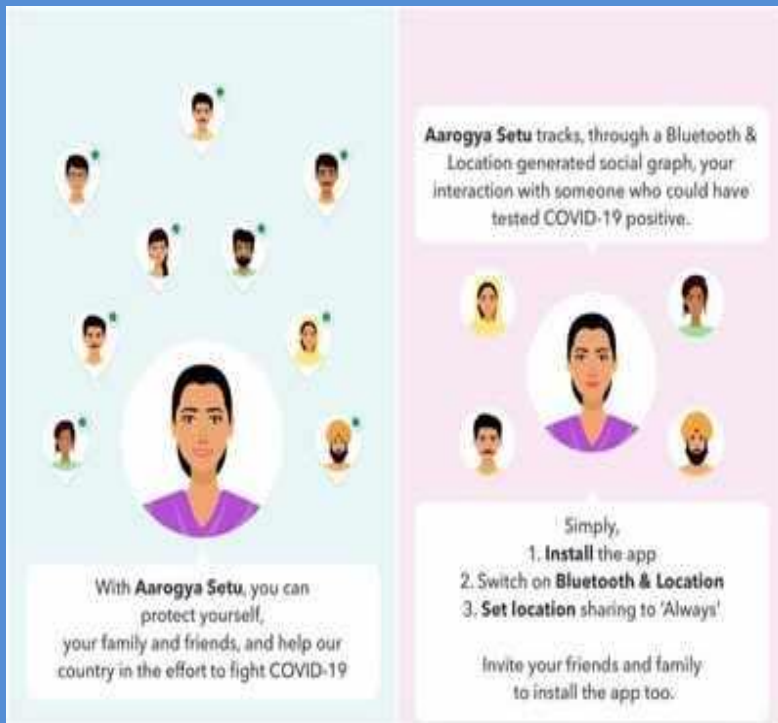 With Aarogya Setu, you can
protect yourself,
your family and friends, and help our
country in the effort to fight COVID-19
Aarogya Setu tracks, through a Bluetooth &
Location generated social graph, your
interaction with someone who could have
tested COVID-19 positive.
Simply,
1. Install the app
2. Switch on Bluetooth & Location
3. Set location sharing to 'Always'
Invite your friends and family
to install the app too.